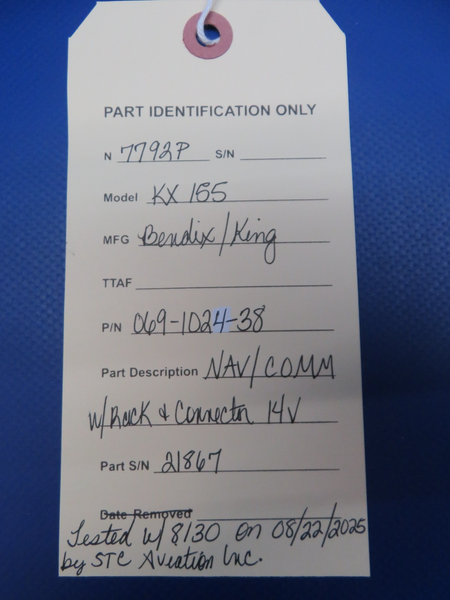 PART IDENTIFICATION ONLY
N 7792P S/N
Model KX 155
MFG Bendix/King
TTAF
P/N 069-1024-38
Part Description NAV/COMM
W/Rack & Connector 14V
Part S/N 21867
Date Removed
Tested W/ 8130 on 08/22/2025
by STC Aviation Inc.